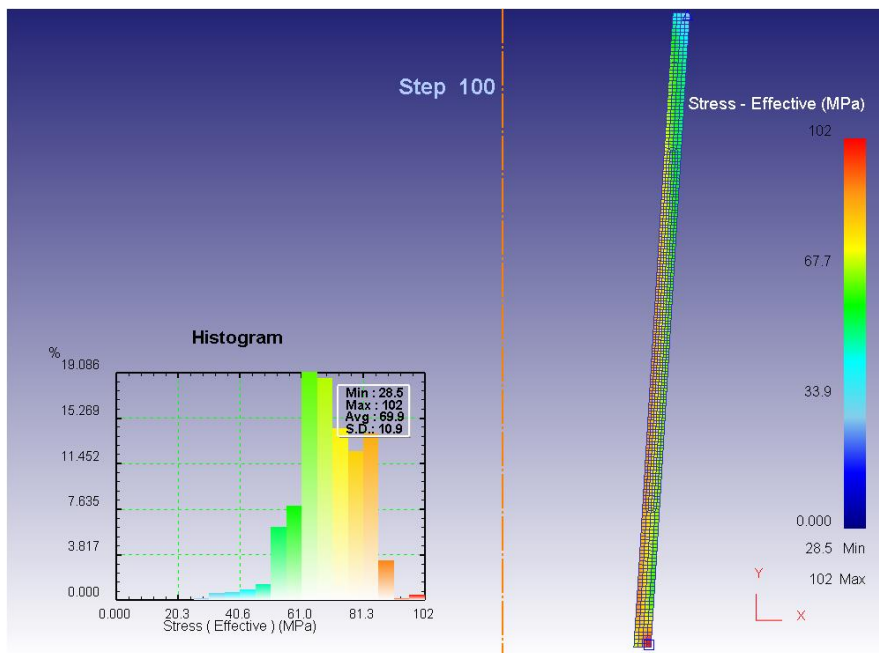 Step 100
Stress - Effective (MPa)
102
67.7
33.9
0.000
28.5 Min
102 Max
Y
X
Histogram
%
19.086
15.269
11.452
7.635
3.817
0.000
Min : 28.5
Max : 102
Avg : 69.9
S.D.: 10.9
0.000 20.3 40.6 61.0 81.3 102
Stress ( Effective ) (MPa)